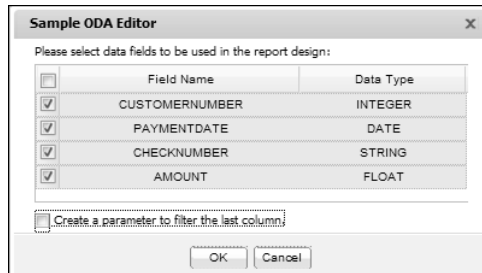 Sample ODA Editor x
Please select data fields to be used in the report design:
Field Name Data Type
CUSTOMERNUMBER INTEGER
PAYMENTDATE DATE
CHECKNUMBER STRING
AMOUNT FLOAT
Create a parameter to filter the last column.
OK Cancel